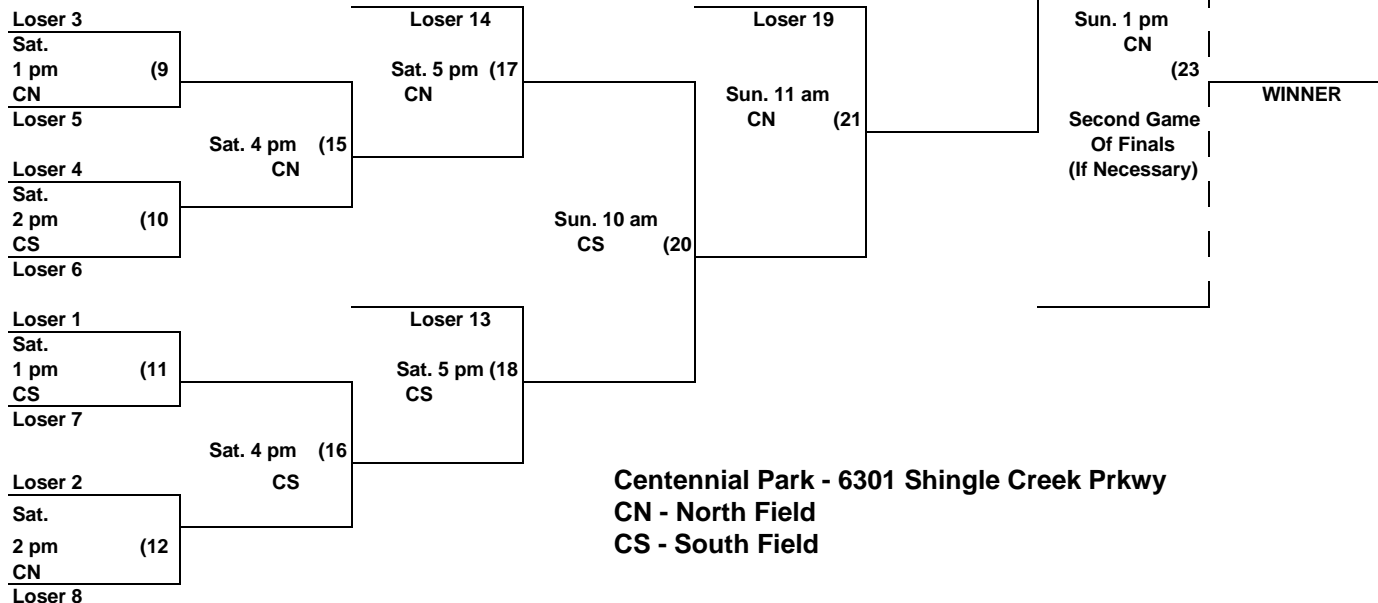 Loser 3
Sat.
1 pm (9
CN
Loser 5
Loser 4
Sat.
2 pm (10
CS
Loser 6
Loser 1
Sat.
1 pm (11
CS
Loser 7
Loser 2
Sat.
2 pm (12
CN
Loser 8
Sat. 4 pm (15
CN
Sat. 4 pm (16
CS
Loser 14
Sat. 5 pm (17
CN
Loser 13
Sat. 5 pm (18
CS
Sun. 10 am
CS (20
Loser 19
Sun. 11 am
CN (21
Sun. 1 pm
CN
(23
Second Game
Of Finals
(If Necessary)
WINNER
Centennial Park - 6301 Shingle Creek Prkwy
CN - North Field
CS - South Field